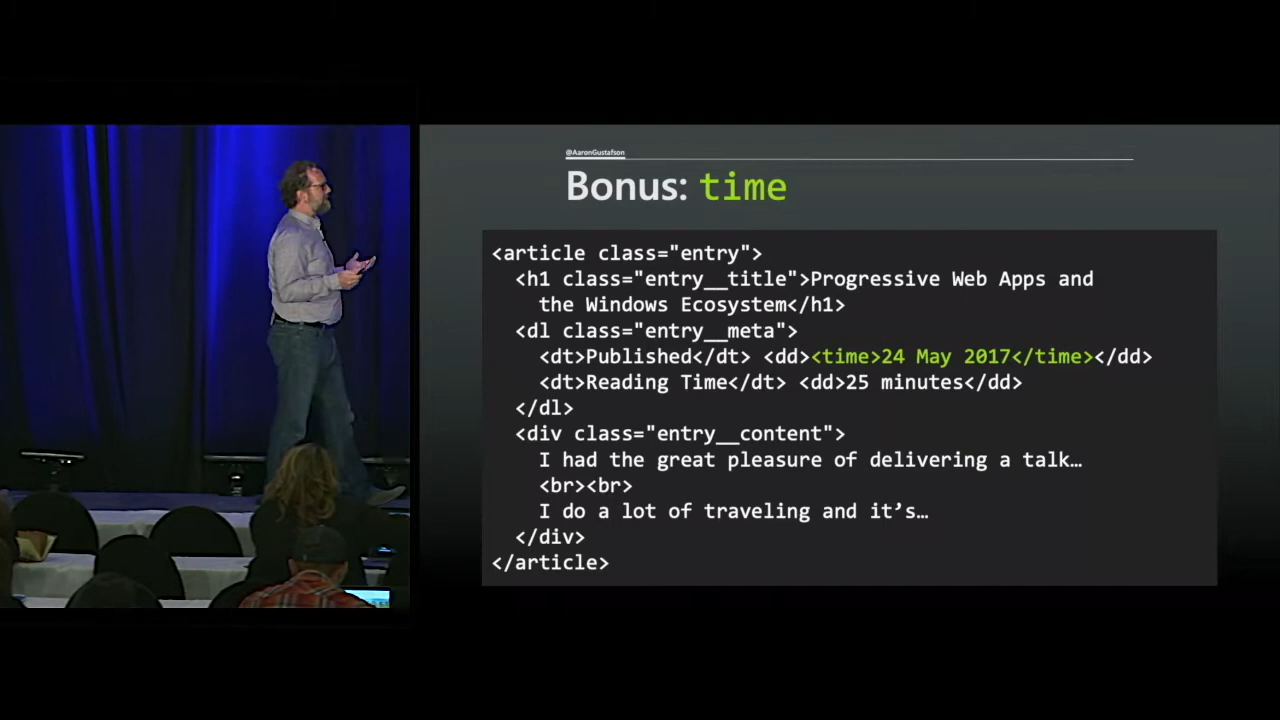 @AaronGustafson
Bonus: time
<article class="entry">
<h1 class="entry__title">Progressive Web Apps and
the Windows Ecosystem</h1>
<dl class="entry__meta">
<dt>Published</dt> <dd><time>24 May 2017</time></dd>
<dt>Reading Time</dt> <dd>25 minutes</dd>
</dl>
<div class="entry__content">
I had the great pleasure of delivering a talk…
<br><br>
I do a lot of traveling and it’s…
</div>
</article>